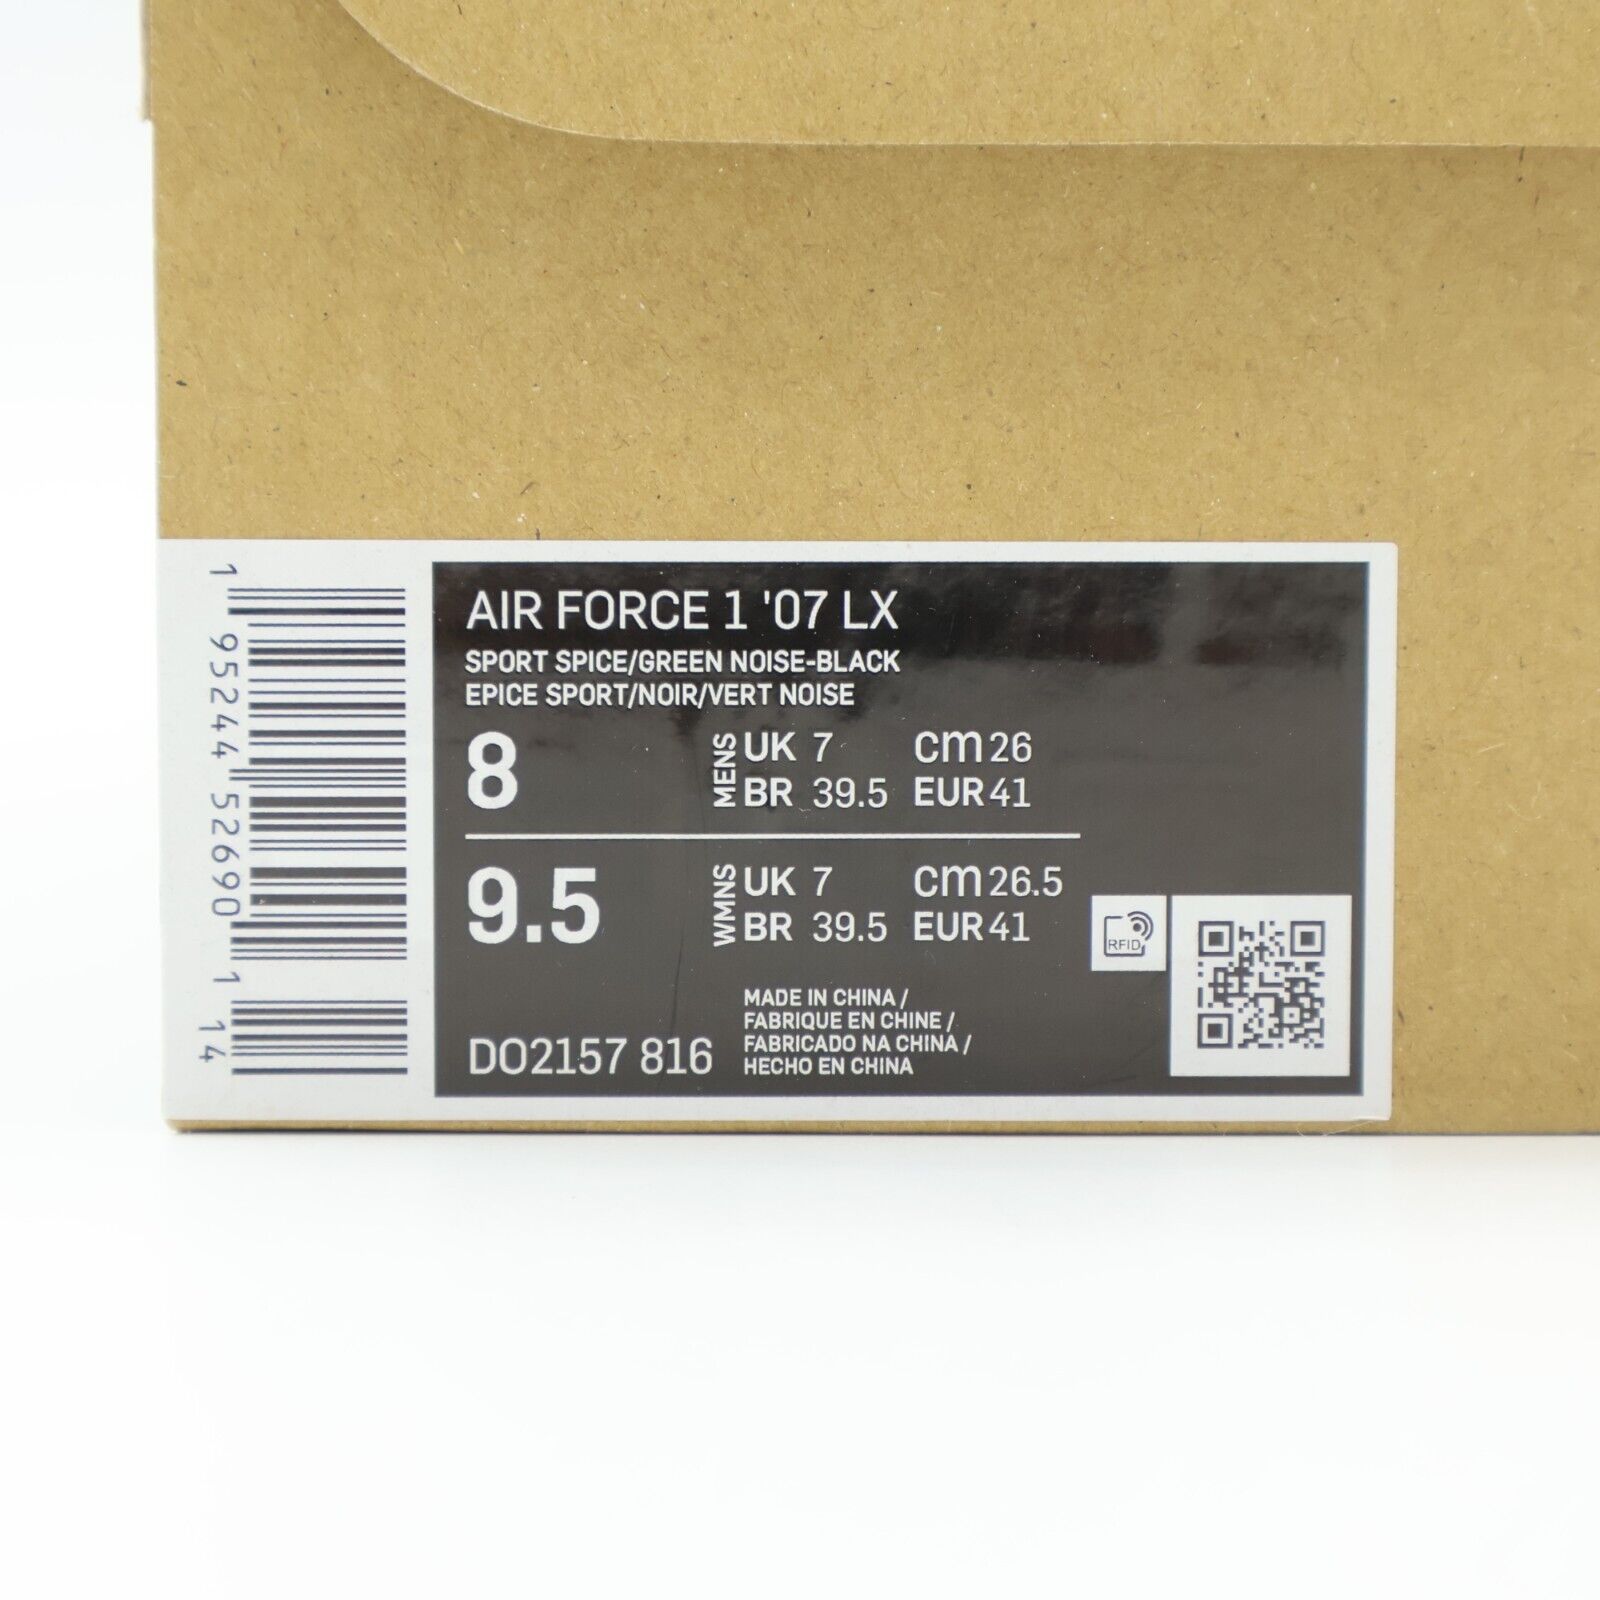 AIR FORCE 1 '07 LX
SPORT SPICE/GREEN NOISE-BLACK
EPICE SPORT/NOIR/VERT NOISE
8 MENS UK 7 cm 26
BR 39.5 EUR 41
9.5 WMNS UK 7 cm 26.5
BR 39.5 EUR 41
RFID
MADE IN CHINA /
FABRIQUE EN CHINE /
FABRICADO NA CHINA /
HECHO EN CHINA
DO2157 816
1 95244 52690 1 14